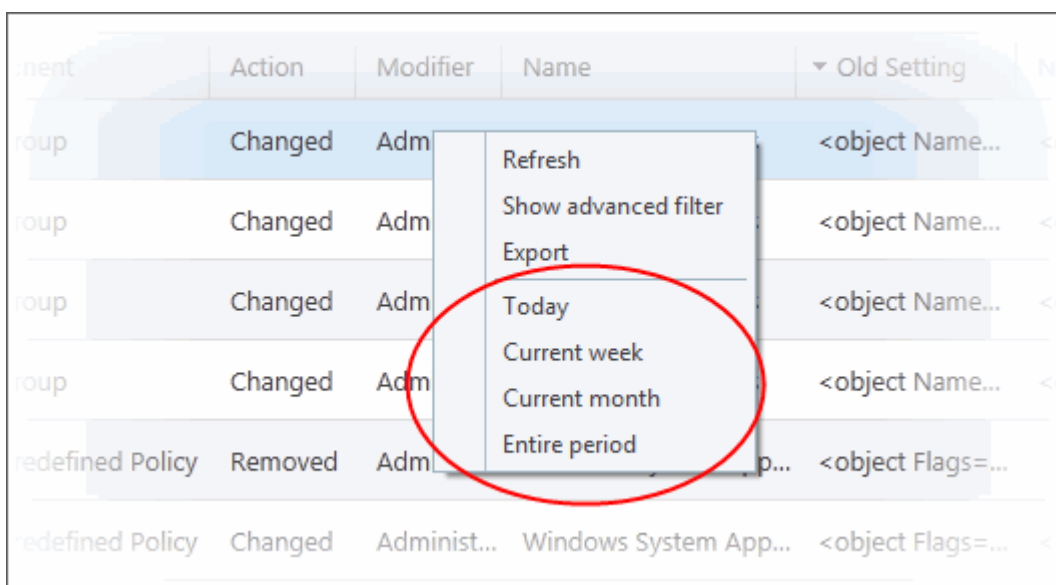 Action Modifier Name Old Setting
Changed Adm <object Name...
Refresh
Show advanced filter
Changed Adm <object Name...
Export
Today
Changed Adm <object Name...
Current week
Changed Adm <object Name...
Current month
Entire period
Policy Removed Adm <object Flags=...
Policy Changed Administ... Windows System App... <object Flags=...